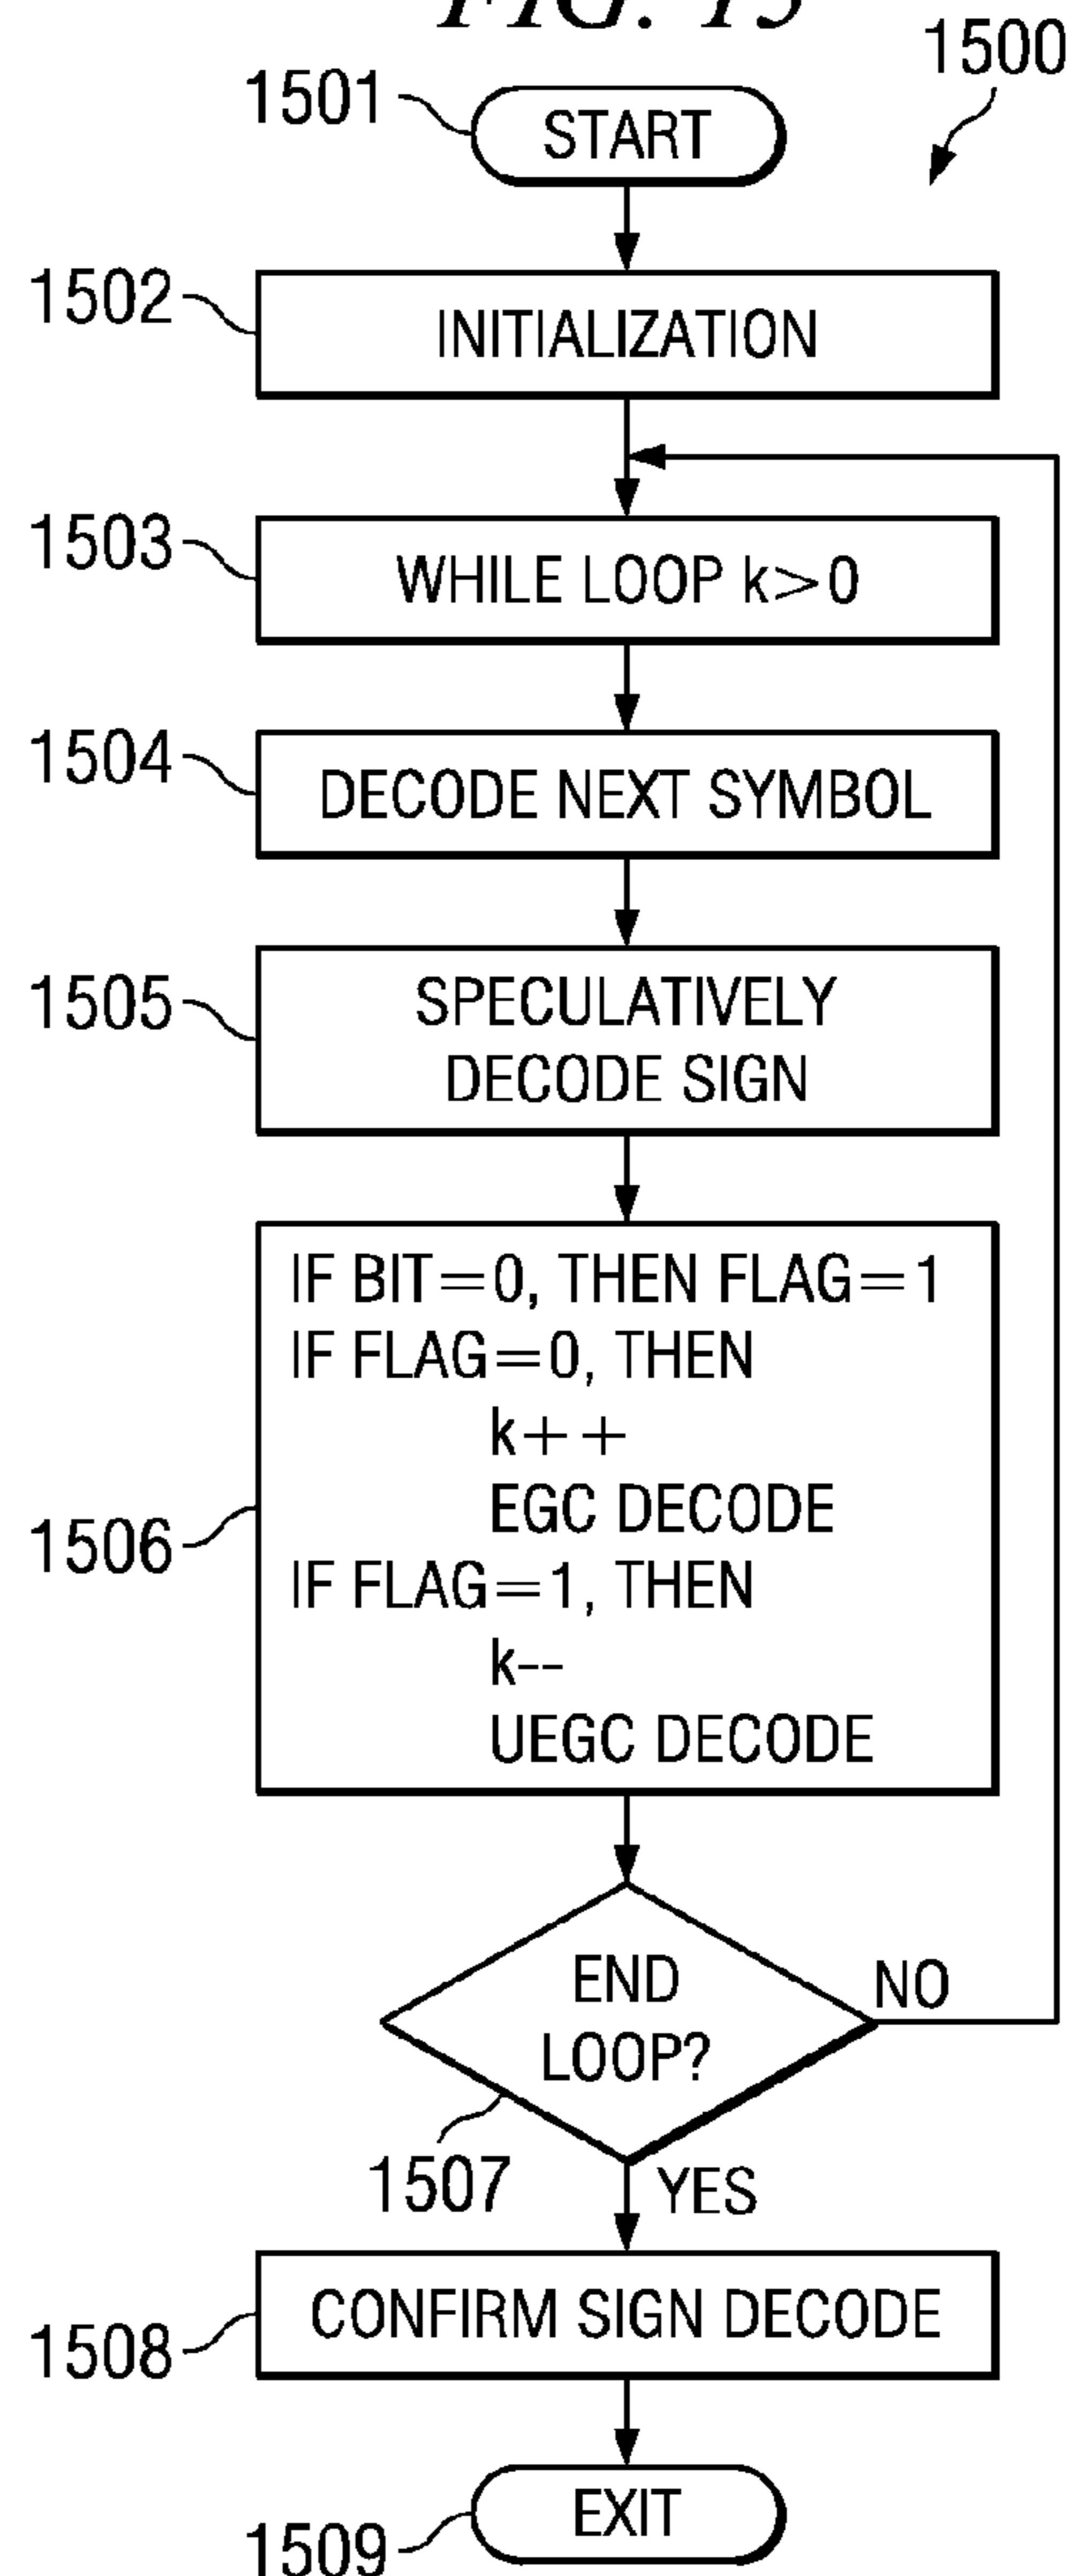 FIG. 15
1500
1501
START
1502
INITIALIZATION
1503
WHILE LOOP k>0
1504
DECODE NEXT SYMBOL
1505
SPECULATIVELY
DECODE SIGN
1506
IF BIT=0, THEN FLAG=1
IF FLAG=0, THEN
k++
EGC DECODE
IF FLAG=1, THEN
k--
UEGC DECODE
END
LOOP?
NO
1507
YES
1508
CONFIRM SIGN DECODE
1509
EXIT